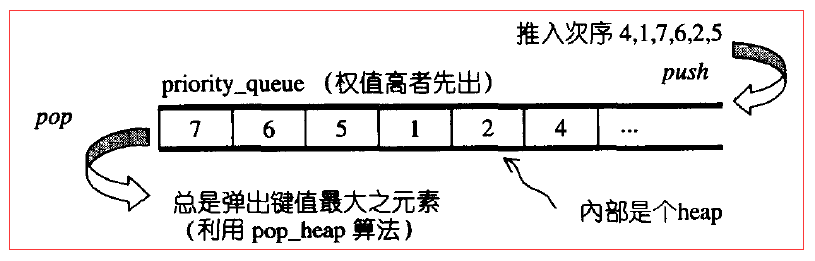 推入次序 4,1,7,6,2,5
push
priority_queue （权值高者先出）
pop
7 6 5 1 2 4 ...
总是弹出键值最大之元素
（利用 pop_heap 算法）
内部是个heap